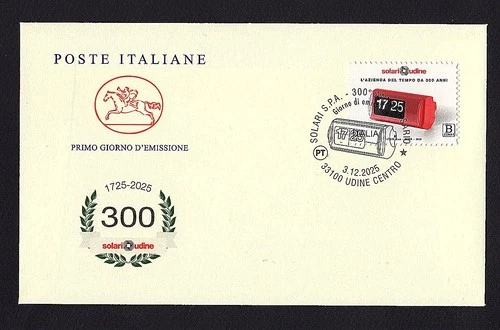 POSTE ITALIANE
PRIMO GIORNO D'EMISSIONE
1725-2025
300
solari udine
solari udine
L'AZIENDA DEL TEMPO DA 300 ANNI
17 25
B
SOLARI S.P.A. - 300°
Giorno di
17 25
ITALIA
PT
3.12.2025
33100 UDINE CENTRO